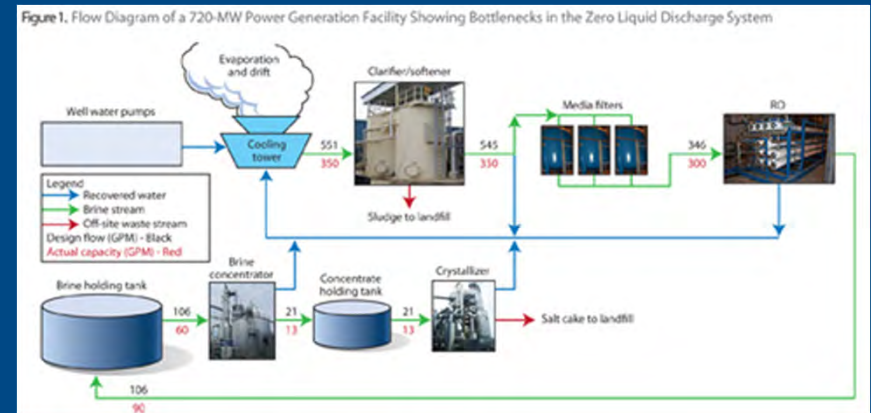 Figure 1. Flow Diagram of a 720-MW Power Generation Facility Showing Bottlenecks in the Zero Liquid Discharge System
Evaporation
and drift
Clarifier/softener
Well water pumps
Media filters
RO
Cooling
tower
551
350
545
350
346
300
Legend
Recovered water
Brine stream
Off-site waste stream
Design flow (GPM) - Black
Actual capacity (GPM) - Red
Sludge to landfill
Brine holding tank
Brine
concentrator
Concentrate
holding tank
Crystallizer
106
60
21
13
21
13
Salt cake to landfill
106
90